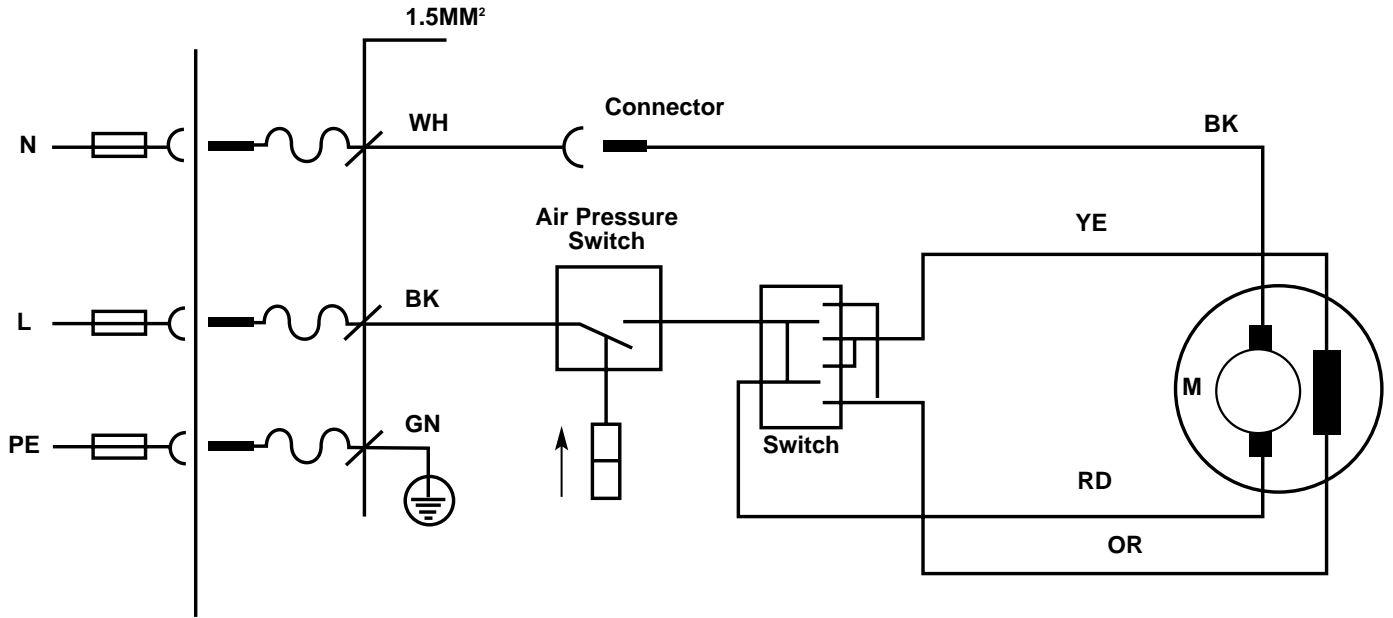 1.5MM²
Connector
N
WH
BK
Air Pressure
Switch
YE
L
BK
M
PE
GN
Switch
RD
OR